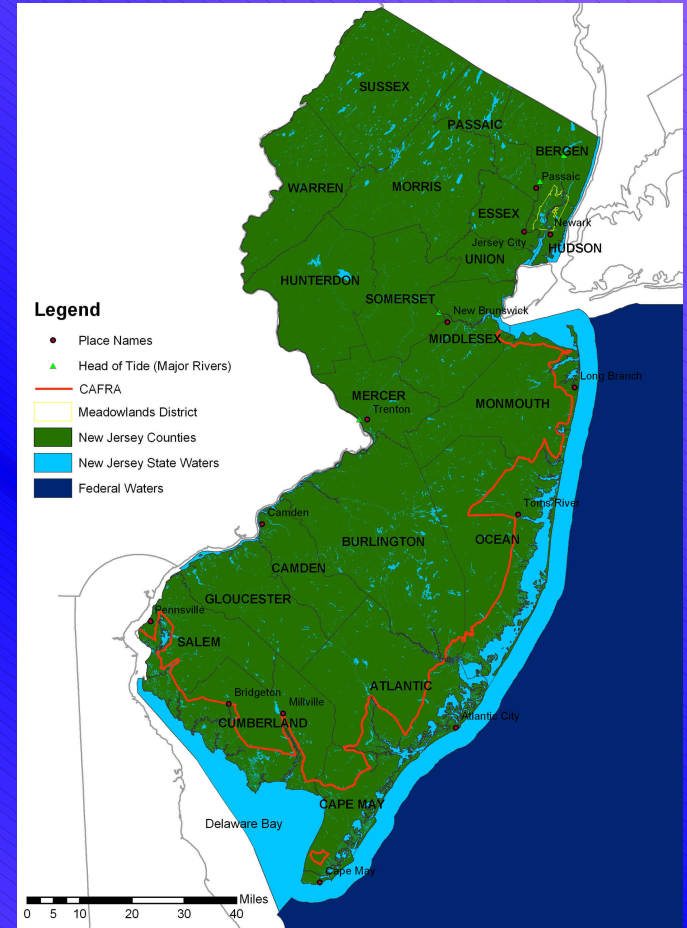 SUSSEX
PASSAIC
BERGEN
Passaic
WARREN
MORRIS
ESSEX
Newark
Jersey City
HUDSON
UNION
HUNTERDON
SOMERSET
New Brunswick
MIDDLESEX
Long Branch
MERCER
MONMOUTH
Trenton
Toms River
Camden
OCEAN
BURLINGTON
CAMDEN
GLOUCESTER
Pennsville
SALEM
ATLANTIC
Bridgeton
Millville
CUMBERLAND
Atlantic City
CAPE MAY
Delaware Bay
Cape May
Legend
Place Names
Head of Tide (Major Rivers)
CAFRA
Meadowlands District
New Jersey Counties
New Jersey State Waters
Federal Waters
Miles
0 5 10 20 30 40